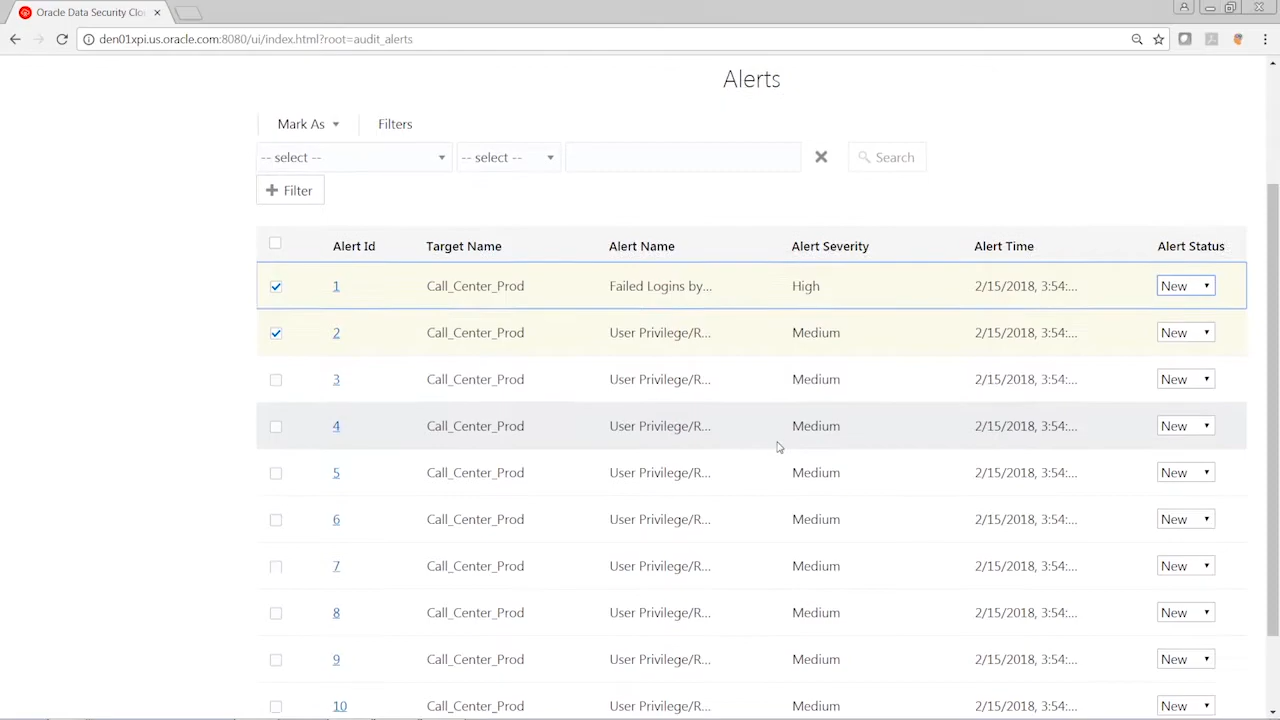 Oracle Data Security Clo
den01xpi.us.oracle.com:8080/ui/index.html?root=audit_alerts
Alerts
Mark As Filters
-- select -- -- select -- Search
Filter
Alert Id Target Name Alert Name Alert Severity Alert Time Alert Status
1 Call_Center_Prod Failed Logins by... High 2/15/2018, 3:54:... New
2 Call_Center_Prod User Privilege/R... Medium 2/15/2018, 3:54:... New
3 Call_Center_Prod User Privilege/R... Medium 2/15/2018, 3:54:... New
4 Call_Center_Prod User Privilege/R... Medium 2/15/2018, 3:54:... New
5 Call_Center_Prod User Privilege/R... Medium 2/15/2018, 3:54:... New
6 Call_Center_Prod User Privilege/R... Medium 2/15/2018, 3:54:... New
7 Call_Center_Prod User Privilege/R... Medium 2/15/2018, 3:54:... New
8 Call_Center_Prod User Privilege/R... Medium 2/15/2018, 3:54:... New
9 Call_Center_Prod User Privilege/R... Medium 2/15/2018, 3:54:... New
10 Call_Center_Prod User Privilege/R... Medium 2/15/2018, 3:54:... New